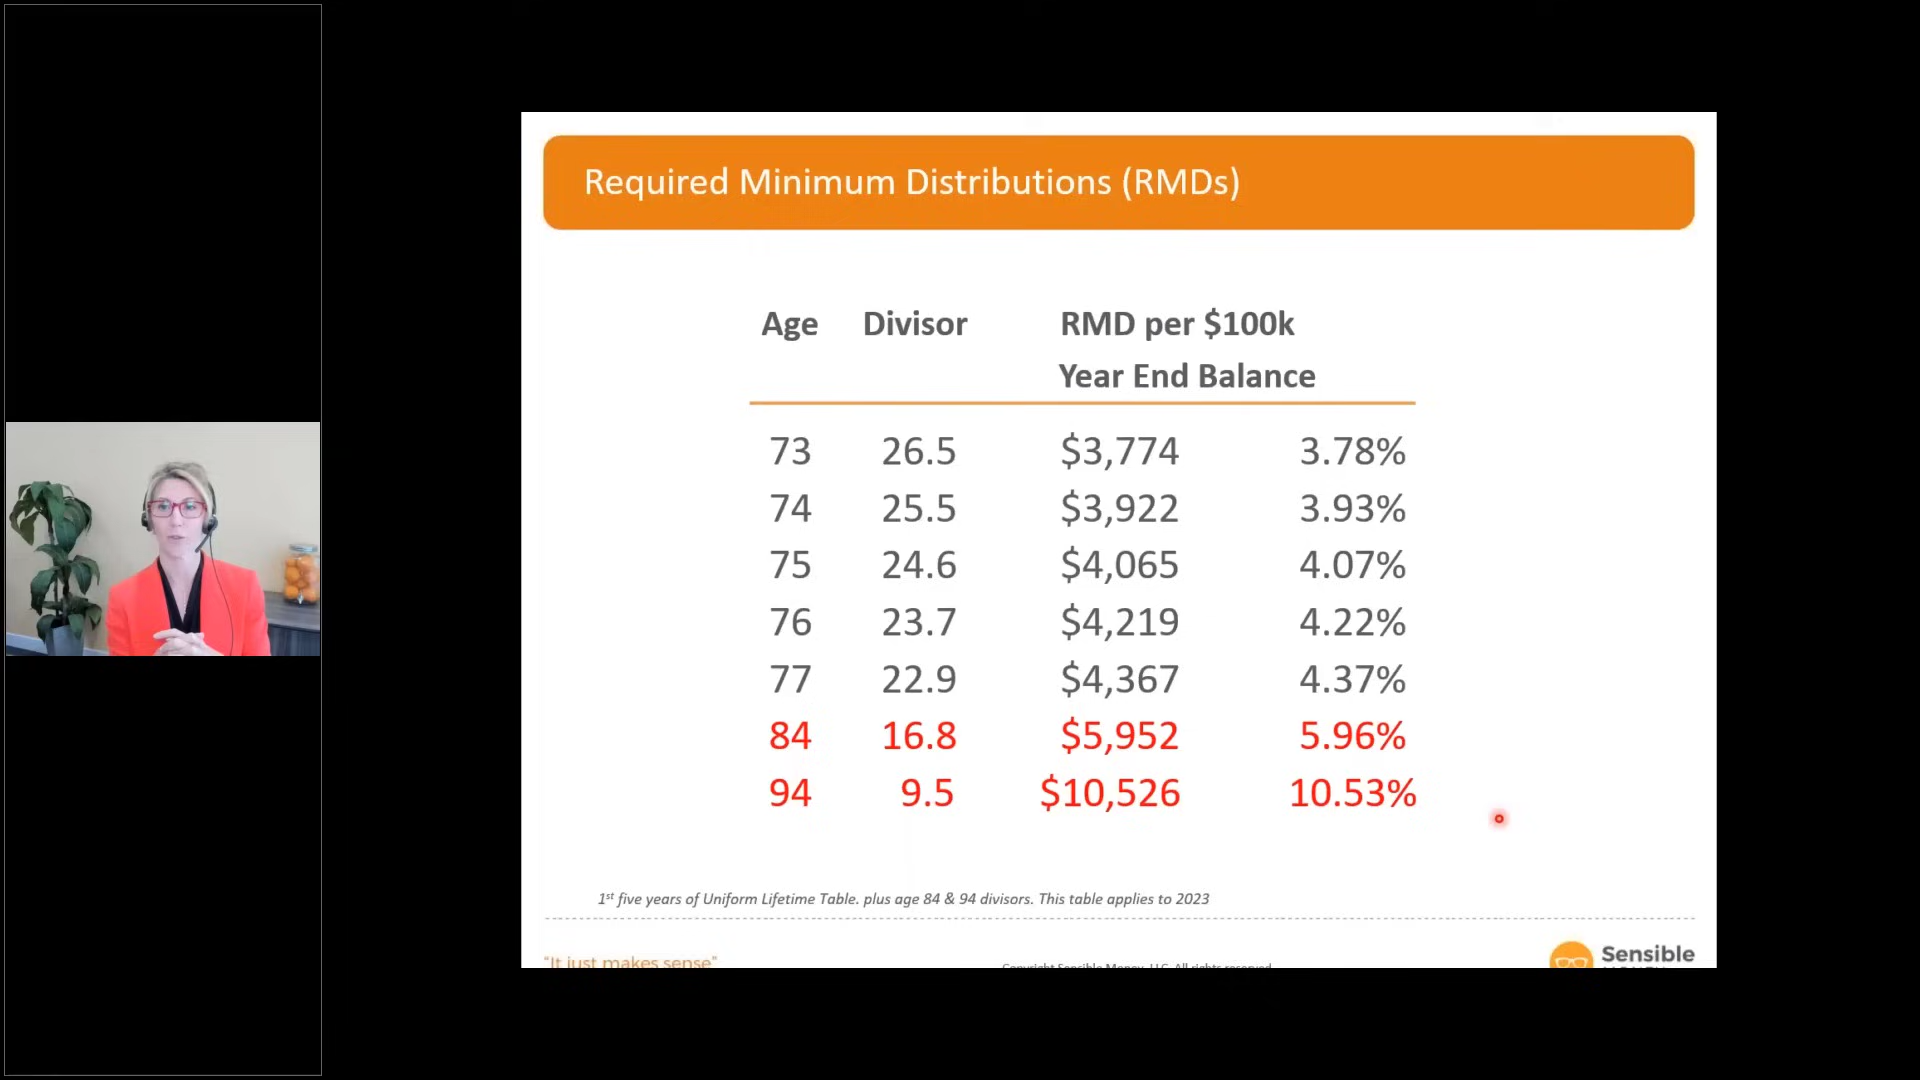 Required Minimum Distributions (RMDs)
Age Divisor RMD per $100k
Year End Balance
73 26.5 $3,774 3.78%
74 25.5 $3,922 3.93%
75 24.6 $4,065 4.07%
76 23.7 $4,219 4.22%
77 22.9 $4,367 4.37%
84 16.8 $5,952 5.96%
94 9.5 $10,526 10.53%
1st five years of Uniform Lifetime Table. plus age 84 & 94 divisors. This table applies to 2023
"It just makes sense"
Copyright Sensible Money, LLC. All rights reserved
Sensible